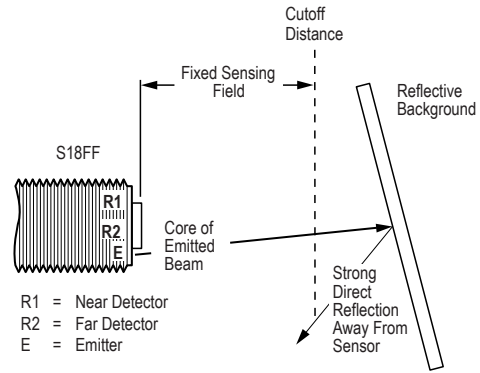 Cutoff
Distance
Fixed Sensing
Field
Reflective
Background
S18FF
R1
R2
E
Core of
Emitted
Beam
Strong
Direct
Reflection
Away From
Sensor
R1 = Near Detector
R2 = Far Detector
E = Emitter